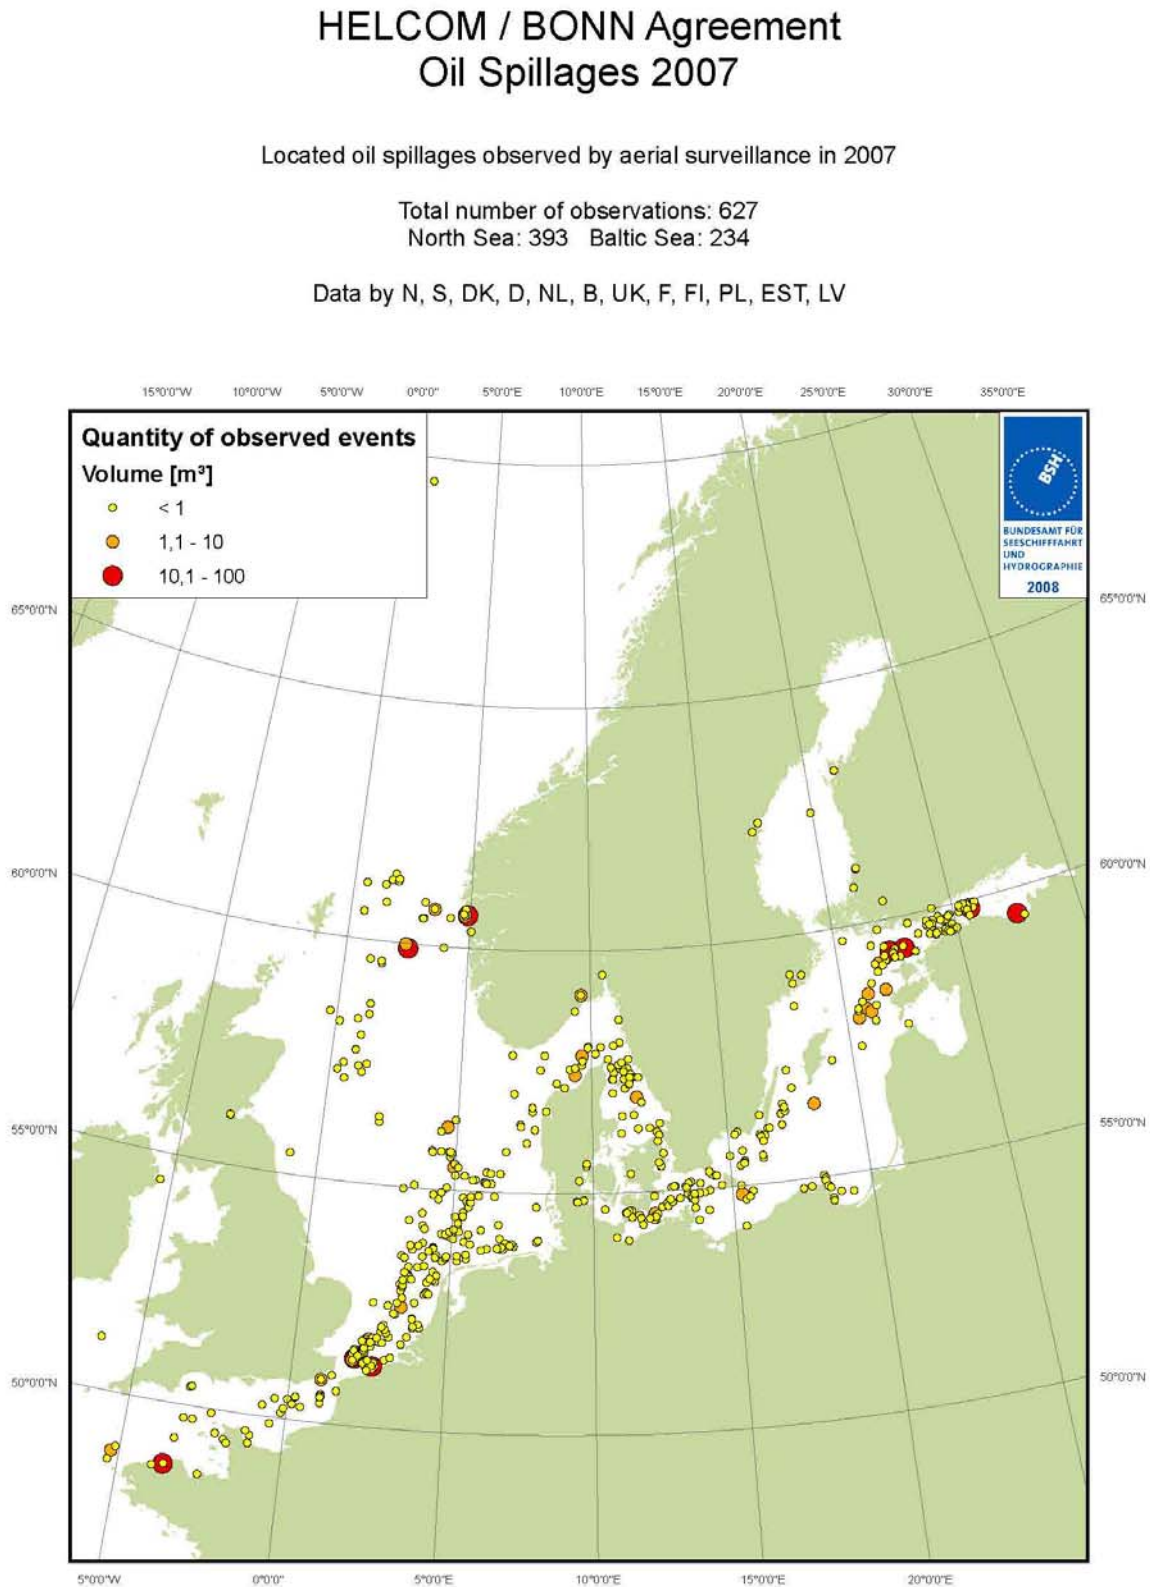 HELCOM / BONN Agreement
Oil Spillages 2007
Located oil spillages observed by aerial surveillance in 2007
Total number of observations: 627
North Sea: 393 Baltic Sea: 234
Data by N, S, DK, D, NL, B, UK, F, FI, PL, EST, LV
15°0'0"W 10°0'0"W 5°0'0"W 0°0'0" 5°0'0"E 10°0'0"E 15°0'0"E 20°0'0"E 25°0'0"E 30°0'0"E 35°0'0"E
Quantity of observed events
Volume [m³]
< 1
1,1 - 10
10,1 - 100
BSH
BUNDESAMT FÜR
SEESCHIFFFAHRT
UND
HYDROGRAPHIE
2008
65°0'0"N 65°0'0"N
60°0'0"N 60°0'0"N
55°0'0"N 55°0'0"N
50°0'0"N 50°0'0"N
5°0'0"W 0°0'0" 5°0'0"E 10°0'0"E 15°0'0"E 20°0'0"E